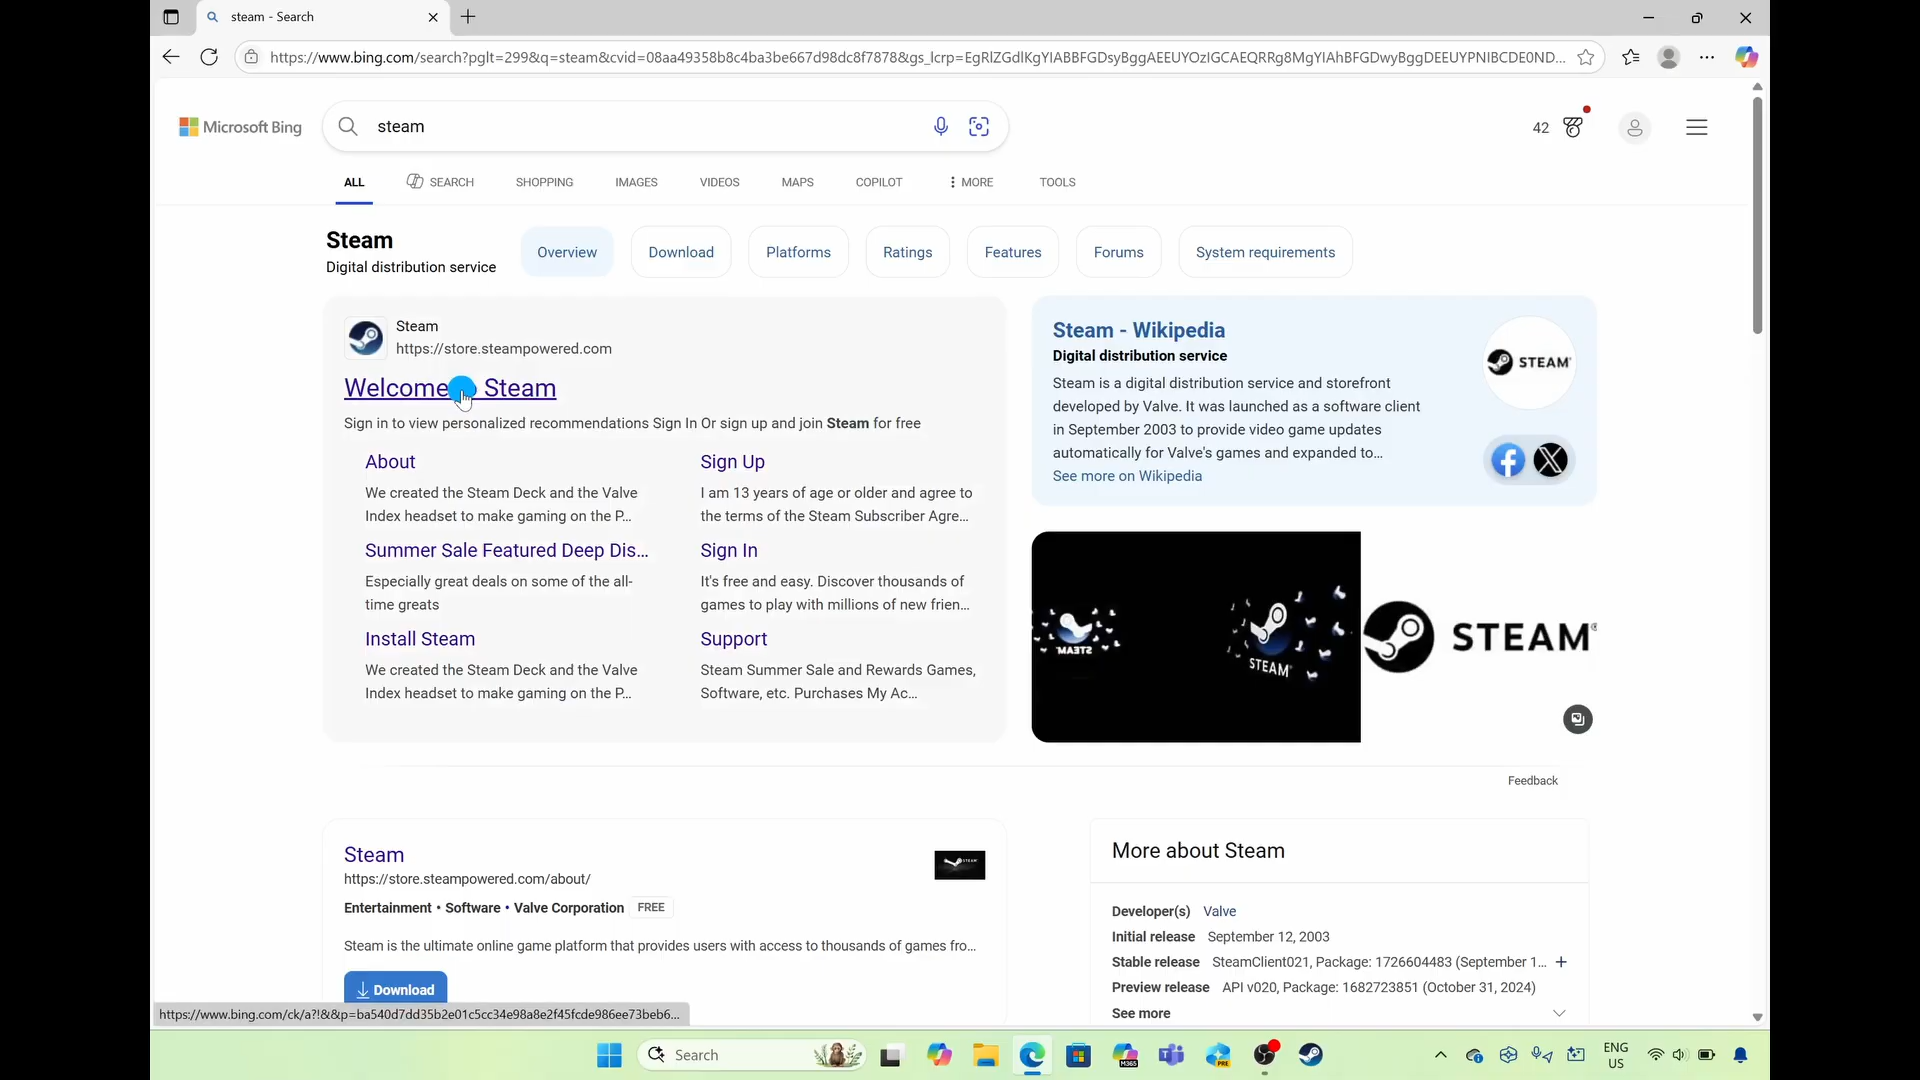 steam - Search
https://www.bing.com/search?pglt=299&q=steam&cvid=08aa49358b8c4ba3be667d98dc8f7878&gs_lcrp=EgRlZGdlKgYIABBFGDsyBggAEEUYOzIGCAEQRRg8MgYIAhBFGDwyBggDEEUYPNIBCDE0ND...
Microsoft Bing
steam
42
ALL
SEARCH
SHOPPING
IMAGES
VIDEOS
MAPS
COPILOT
MORE
TOOLS
Steam
Digital distribution service
Overview
Download
Platforms
Ratings
Features
Forums
System requirements
Steam
https://store.steampowered.com
Welcome Steam
Sign in to view personalized recommendations Sign In Or sign up and join Steam for free
About
We created the Steam Deck and the Valve
Index headset to make gaming on the P...
Sign Up
I am 13 years of age or older and agree to
the terms of the Steam Subscriber Agre...
Summer Sale Featured Deep Dis...
Especially great deals on some of the all-
time greats
Sign In
It's free and easy. Discover thousands of
games to play with millions of new frien...
Install Steam
We created the Steam Deck and the Valve
Index headset to make gaming on the P...
Support
Steam Summer Sale and Rewards Games,
Software, etc. Purchases My Ac...
Steam - Wikipedia
Digital distribution service
Steam is a digital distribution service and storefront
developed by Valve. It was launched as a software client
in September 2003 to provide video game updates
automatically for Valve's games and expanded to...
See more on Wikipedia
STEAM
STEAM
STEAM
STEAM®
Feedback
Steam
https://store.steampowered.com/about/
Entertainment • Software • Valve Corporation FREE
Steam is the ultimate online game platform that provides users with access to thousands of games fro...
Download
More about Steam
Developer(s) Valve
Initial release September 12, 2003
Stable release SteamClient021, Package: 1726604483 (September 1...
Preview release API v020, Package: 1682723851 (October 31, 2024)
See more
https://www.bing.com/ck/a?!&&p=ba540d7dd35b2e01c5cc34e98a8e2f45fcde986ee73beb6...
Search
M365
PRE
ENG
US